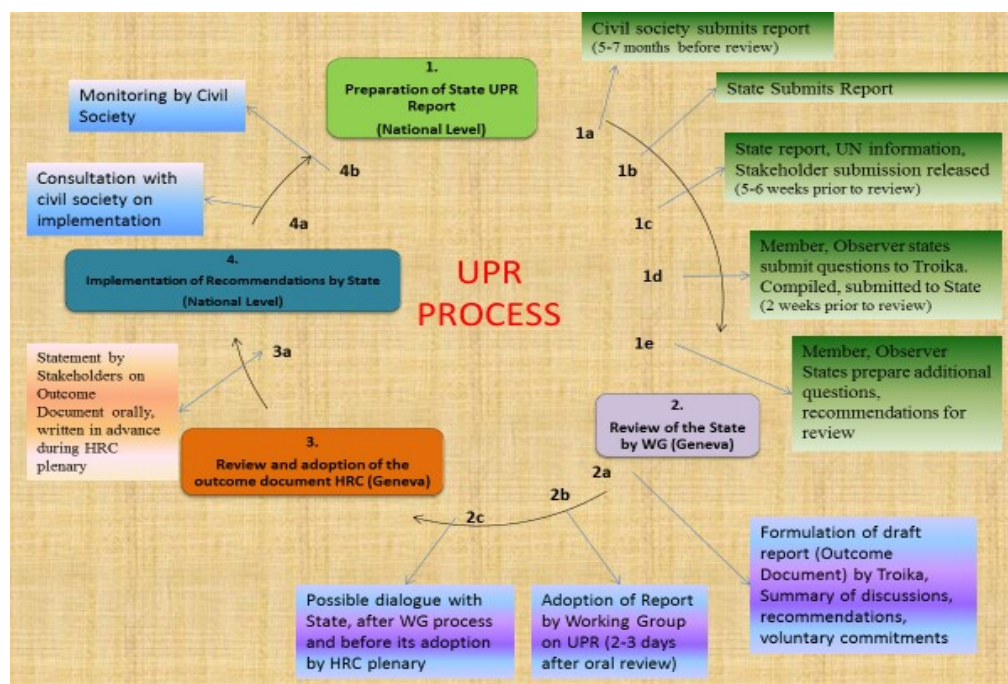 Civil society submits report
(5-7 months before review)
1.
Preparation of State UPR
Report
(National Level)
Monitoring by Civil
Society
State Submits Report
1a
1b
4b
State report, UN information,
Stakeholder submission released
(5-6 weeks prior to review)
Consultation with
civil society on
implementation
1c
4a
Member, Observer states
submit questions to Troika.
Compiled, submitted to State
(2 weeks prior to review)
4.
Implementation of Recommendations by State
(National Level)
UPR
PROCESS
1d
1e
3a
Statement by
Stakeholders on
Outcome
Document orally,
written in advance
during HRC
plenary
Member, Observer
States prepare additional
questions,
recommendations for
review
2.
Review of the State
by WG (Geneva)
3.
Review and adoption of the
outcome document HRC (Geneva)
2a
2b
2c
Formulation of draft
report (Outcome
Document) by Troika,
Summary of discussions,
recommendations,
voluntary commitments
Possible dialogue with
State, after WG process
and before its adoption
by HRC plenary
Adoption of Report
by Working Group
on UPR (2-3 days
after oral review)